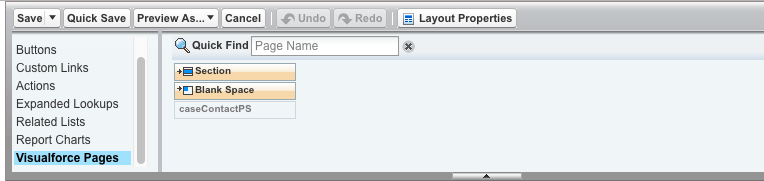 Save Quick Save Preview As... Cancel Undo Redo Layout Properties
Buttons
Custom Links
Actions
Expanded Lookups
Related Lists
Report Charts
Visualforce Pages
Quick Find Page Name
Section
Blank Space
caseContactPS